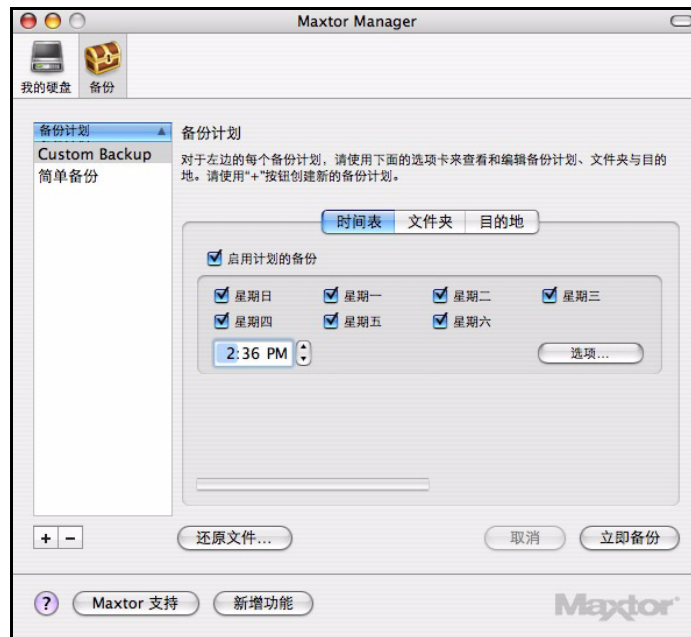 Maxtor Manager
我的硬盘
备份
备份计划
Custom Backup
简单备份
备份计划
对于左边的每个备份计划，请使用下面的选项卡来查看和编辑备份计划、文件夹与目的
地。请使用“+”按钮创建新的备份计划。
时间表 文件夹 目的地
启用计划的备份
星期日 星期一 星期二 星期三
星期四 星期五 星期六
2:36 PM
选项...
+ −
还原文件...
取消
立即备份
? Maxtor 支持
新增功能
Maxtor